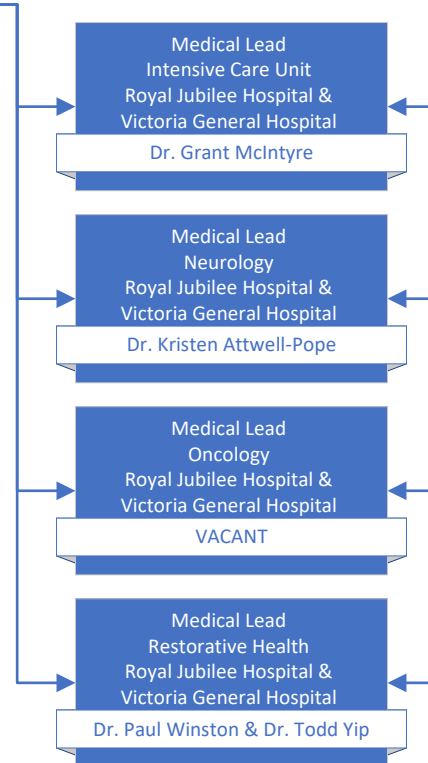 Medical Lead
Intensive Care Unit
Royal Jubilee Hospital &
Victoria General Hospital
Dr. Grant McIntyre
Medical Lead
Neurology
Royal Jubilee Hospital &
Victoria General Hospital
Dr. Kristen Attwell-Pope
Medical Lead
Oncology
Royal Jubilee Hospital &
Victoria General Hospital
VACANT
Medical Lead
Restorative Health
Royal Jubilee Hospital &
Victoria General Hospital
Dr. Paul Winston & Dr. Todd Yip